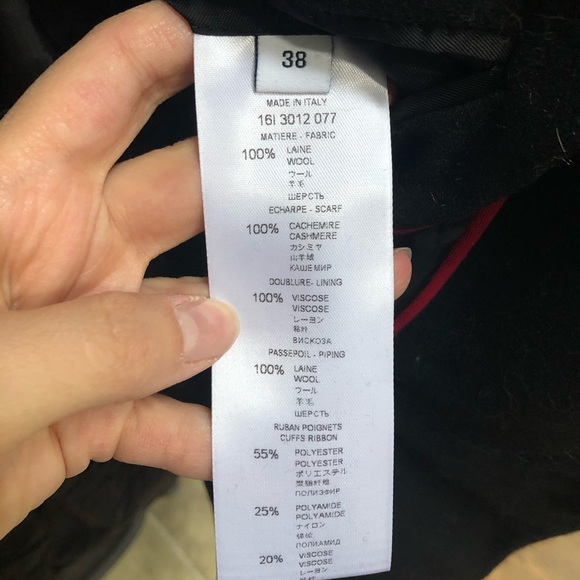 38
MADE IN ITALY
16I 3012 077
MATIERE - FABRIC
100% LAINE
WOOL
ウール
羊毛
ШЕРСТЬ
ECHARPE - SCARF
100% CACHEMIRE
CASHMERE
カシミヤ
山羊绒
КАШЕМИР
DOUBLURE - LINING
100% VISCOSE
VISCOSE
レーヨン
粘纤
ВИСКОЗА
PASSEPOIL - PIPING
100% LAINE
WOOL
ウール
羊毛
ШЕРСТЬ
RUBAN POIGNETS
CUFFS RIBBON
55% POLYESTER
POLYESTER
ポリエステル
聚酯纤维
ПОЛИЭФИР
25% POLYAMIDE
POLYAMIDE
ナイロン
锦纶
ПОЛИАМИД
20% VISCOSE
VISCOSE